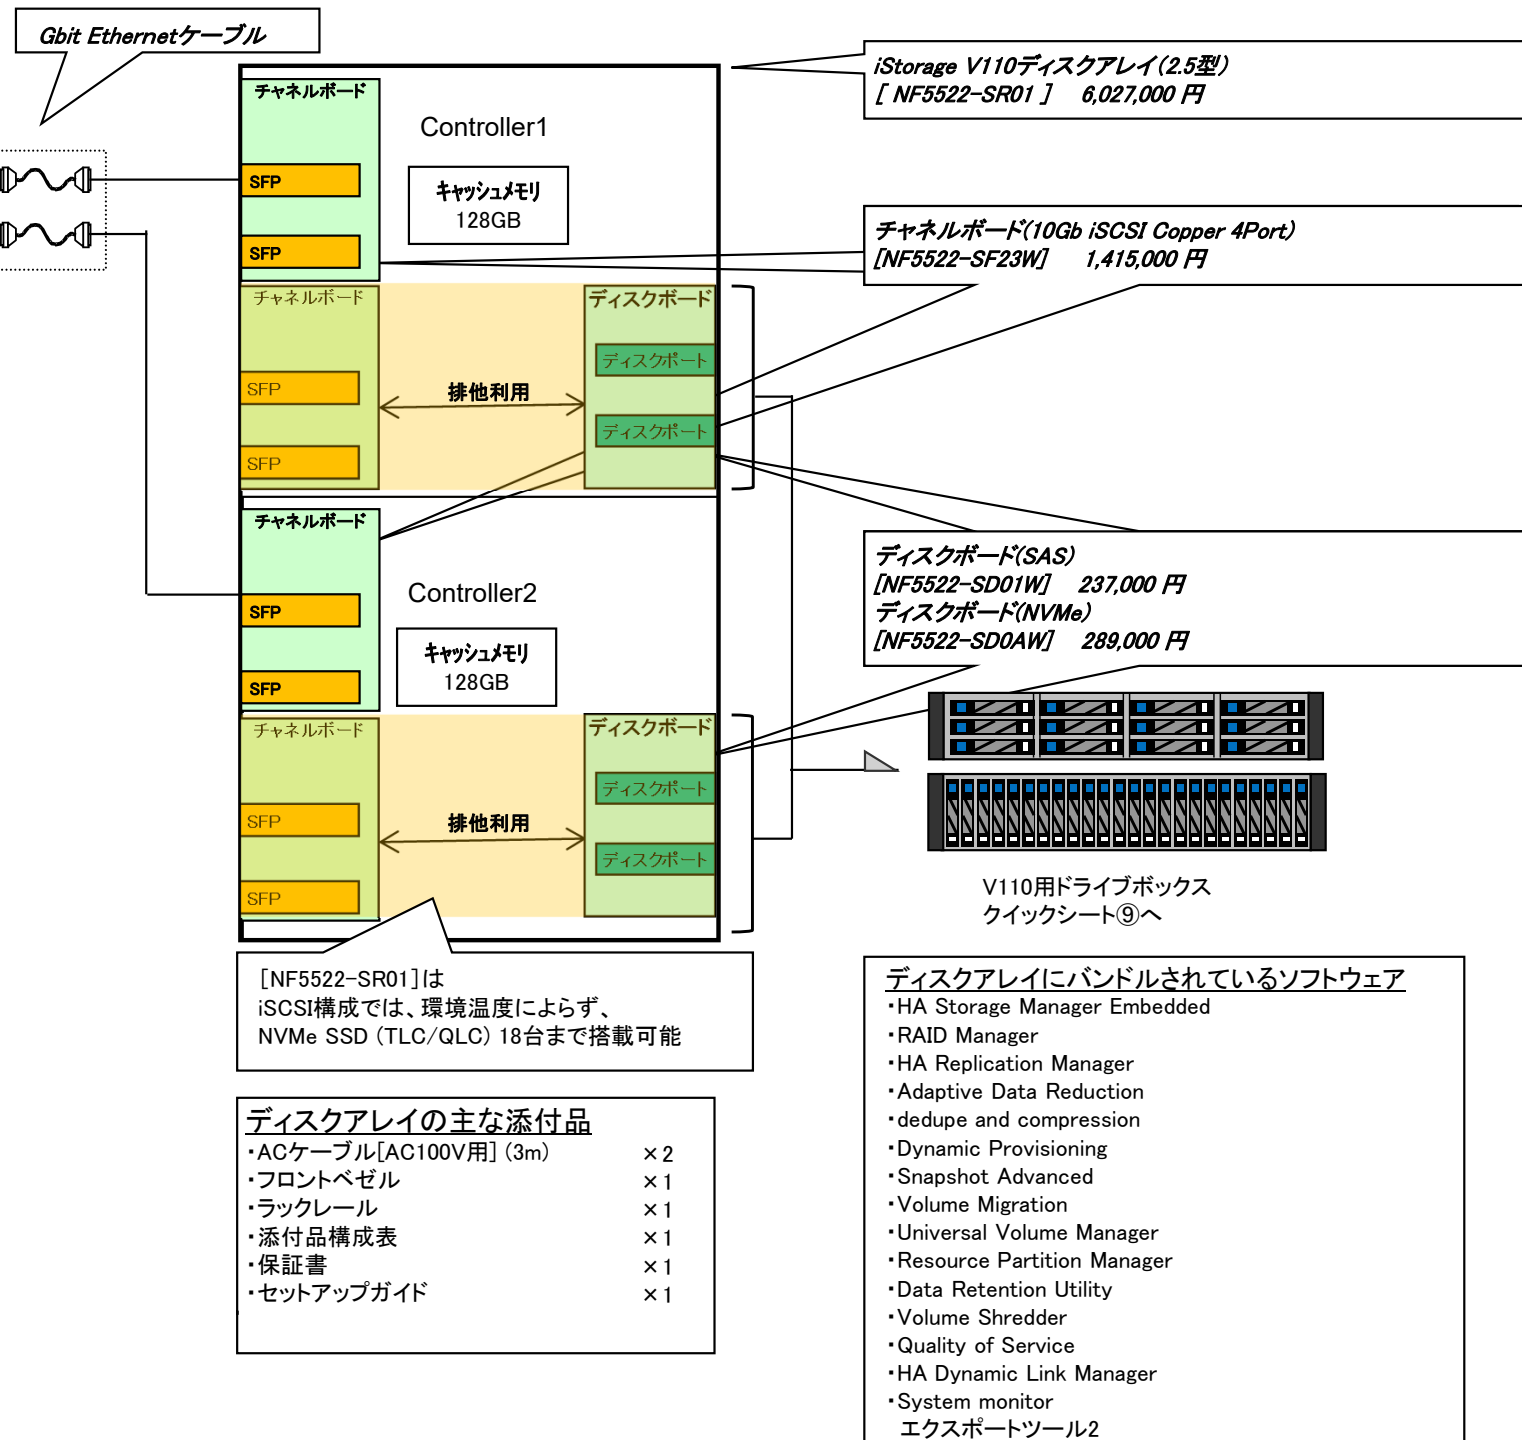 Gbit Ethernetケーブル
iStorage V110ディスクアレイ(2.5型)
[ NF5522-SR01 ] 6,027,000 円
チャネルボード
Controller1
SFP
キャッシュメモリ
128GB
SFP
チャネルボード(10Gb iSCSI Copper 4Port)
[NF5522-SF23W] 1,415,000 円
チャネルボード
ディスクボード
ディスクポート
SFP
排他利用
ディスクポート
SFP
チャネルボード
Controller2
SFP
キャッシュメモリ
128GB
SFP
ディスクボード(SAS)
[NF5522-SD01W] 237,000 円
ディスクボード(NVMe)
[NF5522-SD0AW] 289,000 円
チャネルボード
ディスクボード
ディスクポート
SFP
排他利用
ディスクポート
SFP
V110用ドライブボックス
クイックシート⑨へ
[NF5522-SR01]は
iSCSI構成では、環境温度によらず、
NVMe SSD (TLC/QLC) 18台まで搭載可能
ディスクアレイの主な添付品
・ACケーブル[AC100V用] (3m) ×2
・フロントベゼル ×1
・ラックレール ×1
・添付品構成表 ×1
・保証書 ×1
・セットアップガイド ×1
ディスクアレイにバンドルされているソフトウェア
・HA Storage Manager Embedded
・RAID Manager
・HA Replication Manager
・Adaptive Data Reduction
・dedupe and compression
・Dynamic Provisioning
・Snapshot Advanced
・Volume Migration
・Universal Volume Manager
・Resource Partition Manager
・Data Retention Utility
・Volume Shredder
・Quality of Service
・HA Dynamic Link Manager
・System monitor
エクスポートツール2